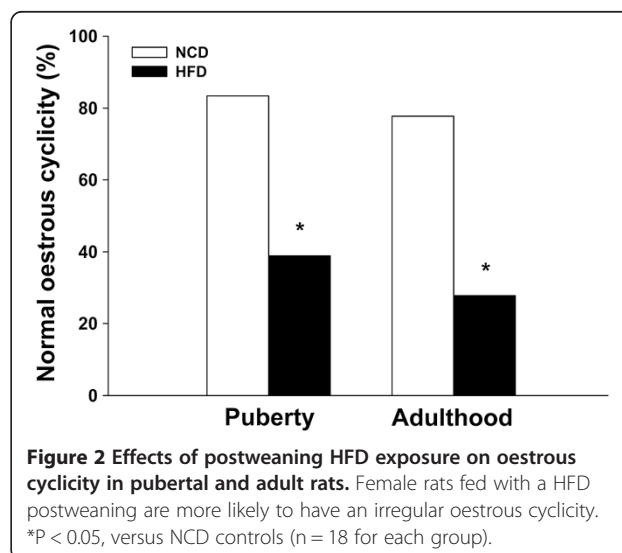 Normal oestrous cyclicity (%)
100
80
60
40
20
0
NCD
HFD
*
*
Puberty Adulthood
Figure 2 Effects of postweaning HFD exposure on oestrous
cyclicity in pubertal and adult rats. Female rats fed with a HFD
postweaning are more likely to have an irregular oestrous cyclicity.
*P < 0.05, versus NCD controls (n = 18 for each group).